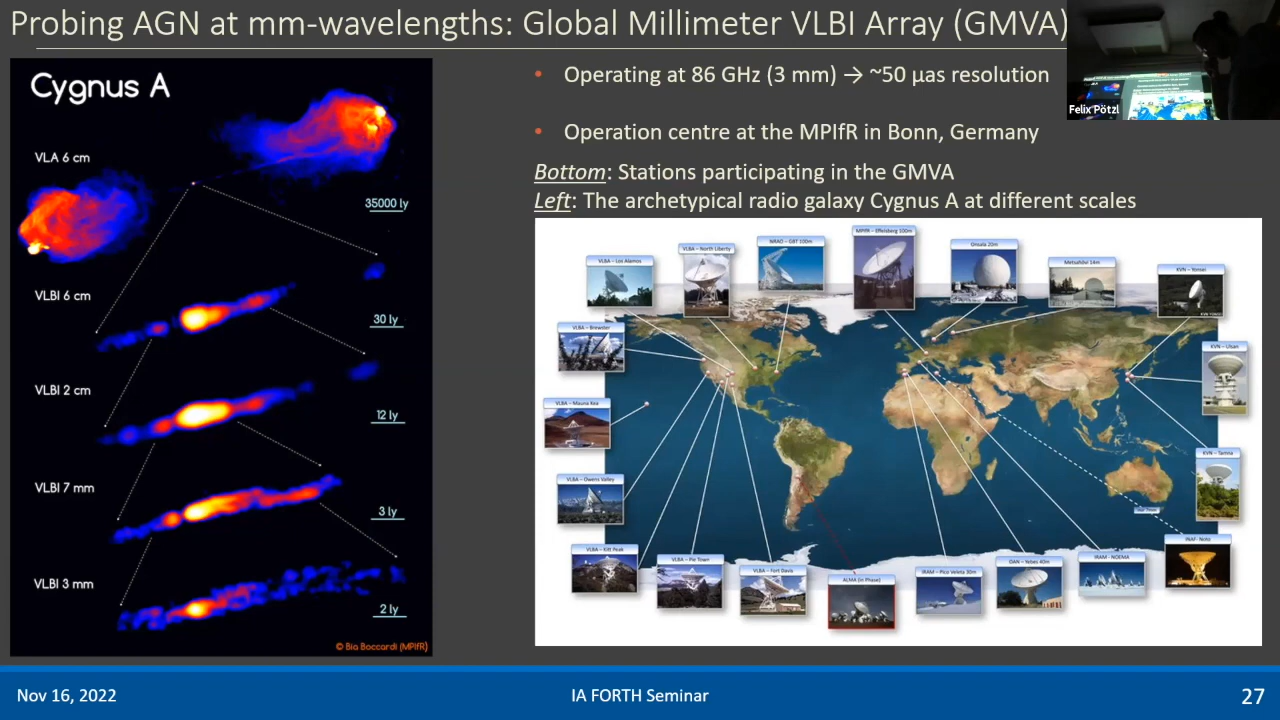 Probing AGN at mm-wavelengths: Global Millimeter VLBI Array (GMVA)
Cygnus A
VLA 6 cm
35000 ly
VLBI 6 cm
30 ly
VLBI 2 cm
12 ly
VLBI 7 mm
3 ly
VLBI 3 mm
2 ly
© Bia Boccardi (MPIfR)
• Operating at 86 GHz (3 mm) → ~50 µas resolution
• Operation centre at the MPIfR in Bonn, Germany
Bottom: Stations participating in the GMVA
Left: The archetypical radio galaxy Cygnus A at different scales
Felix Pötzl
VLBA – Los Alamos
VLBA – North Liberty
NRAO – GBT 100m
MPIfR – Effelsberg 100m
Onsala 20m
Metsahövi 14m
KVN – Yonsei
VLBA – Brewster
KVN – Ulsan
VLBA – Mauna Kea
KVN – Tamna
VLBA – Owens Valley
VLBA – Kitt Peak
VLBA – Pie Town
VLBA – Fort Davis
ALMA (in Phase)
IRAM – Pico Veleta 30m
OAN – Yebes 40m
IRAM – NOEMA
INAF – Noto
Nov 16, 2022
IA FORTH Seminar
27